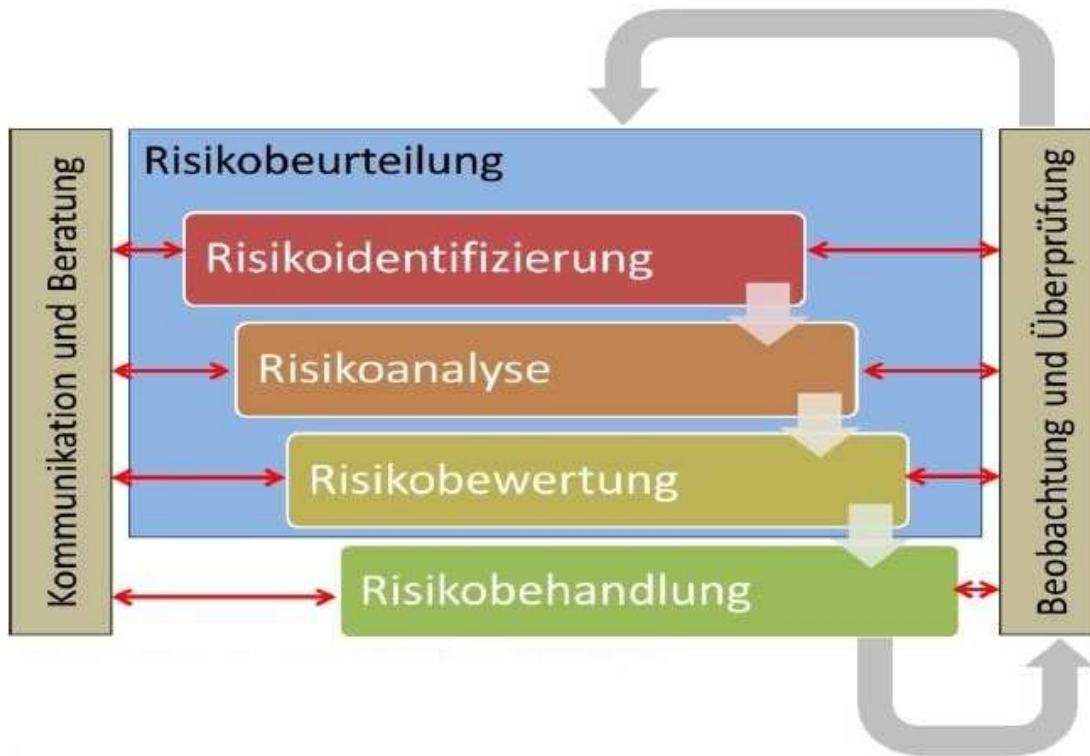 Kommunikation und Beratung
Risikobeurteilung
Risikoidentifizierung
Risikoanalyse
Risikobewertung
Risikobehandlung
Beobachtung und Überprüfung